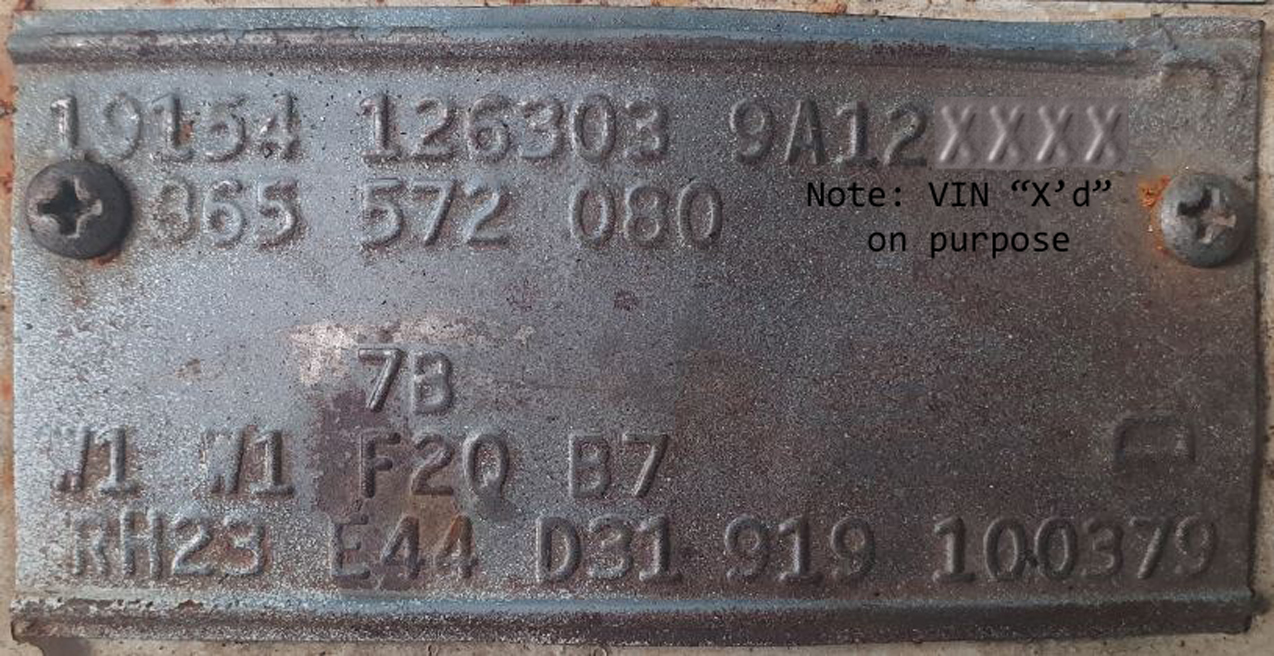 19154 126303 9A12XXXX
365 572 080
Note: VIN “X’d”
on purpose
7B
W1 W1 F2Q B7
RH23 E44 D31 919 100379